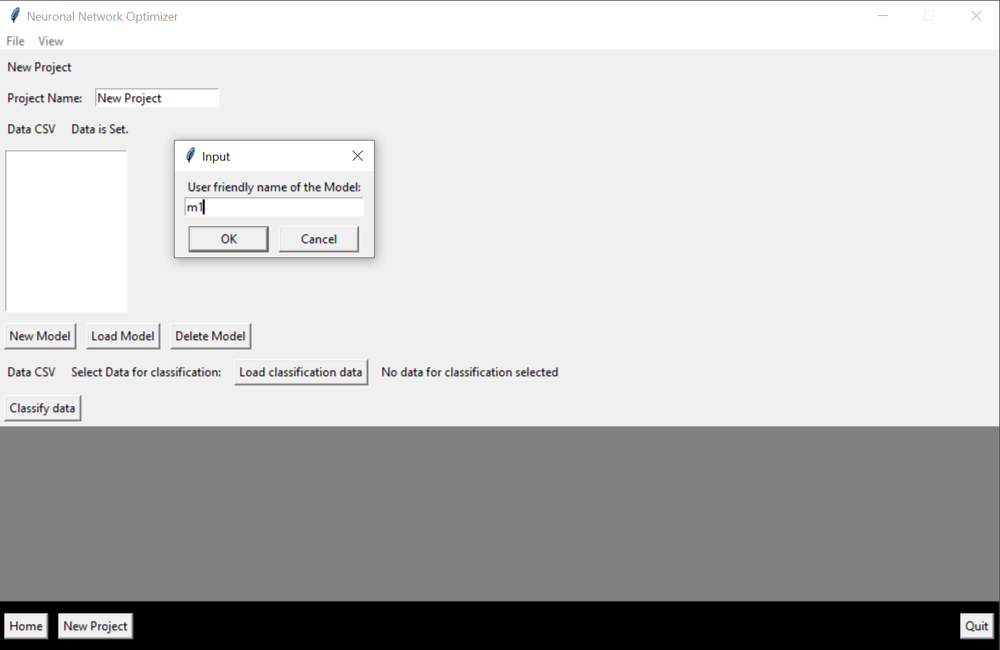 Neuronal Network Optimizer
File View
New Project
Project Name: New Project
Data CSV Data is Set.
Input
User friendly name of the Model:
m1
OK Cancel
New Model Load Model Delete Model
Data CSV Select Data for classification: Load classification data No data for classification selected
Classify data
Home New Project Quit